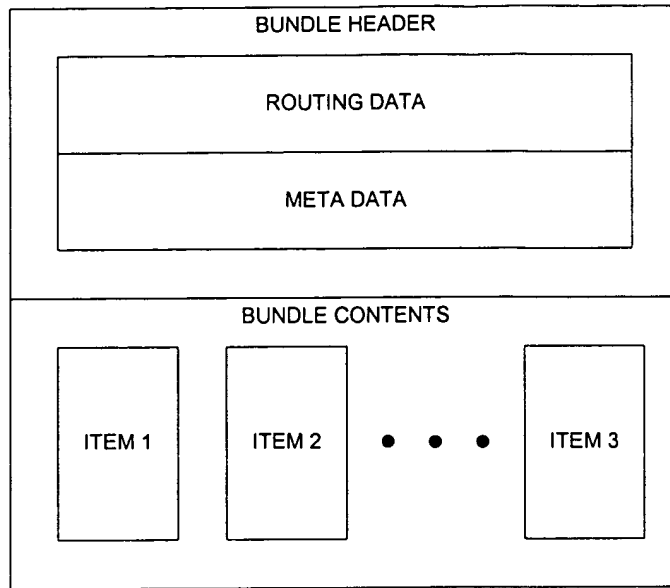 BUNDLE HEADER
ROUTING DATA
META DATA
BUNDLE CONTENTS
ITEM 1
ITEM 2
ITEM 3